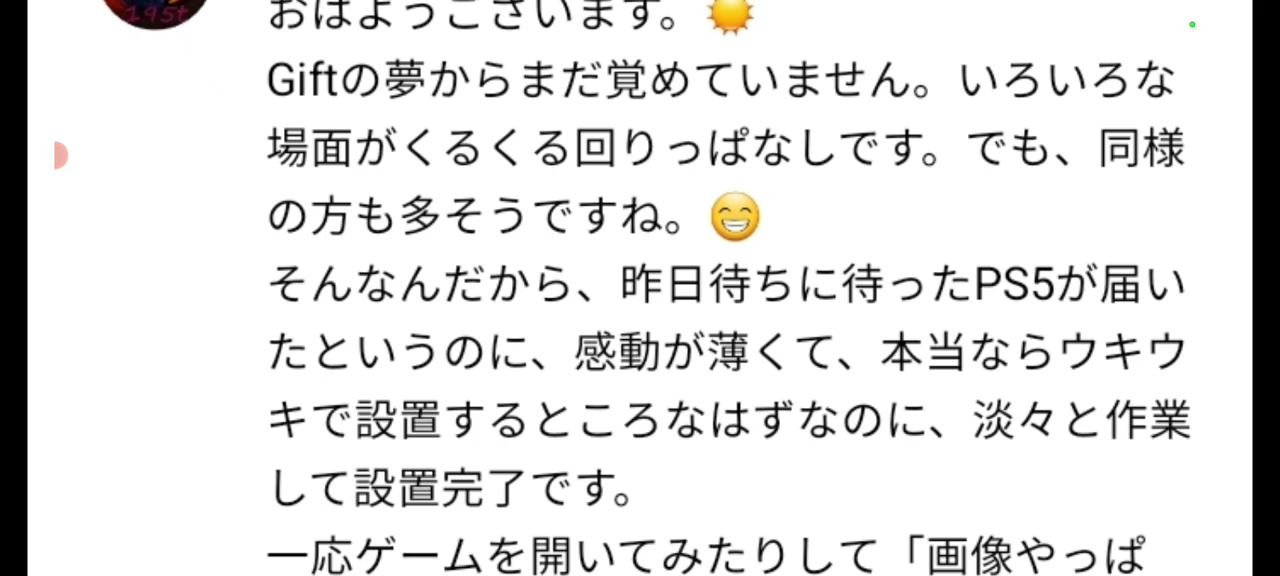 195t
おはようございます。☀️
Giftの夢からまだ覚めていません。いろいろな
場面がくるくる回りっぱなしです。でも、同様
の方も多そうですね。😁
そんなんだから、昨日待ちに待ったPS5が届い
たというのに、感動が薄くて、本当ならウキウ
キで設置するところなはずなのに、淡々と作業
して設置完了です。
一応ゲームを開いてみたりして「画像やっぱ